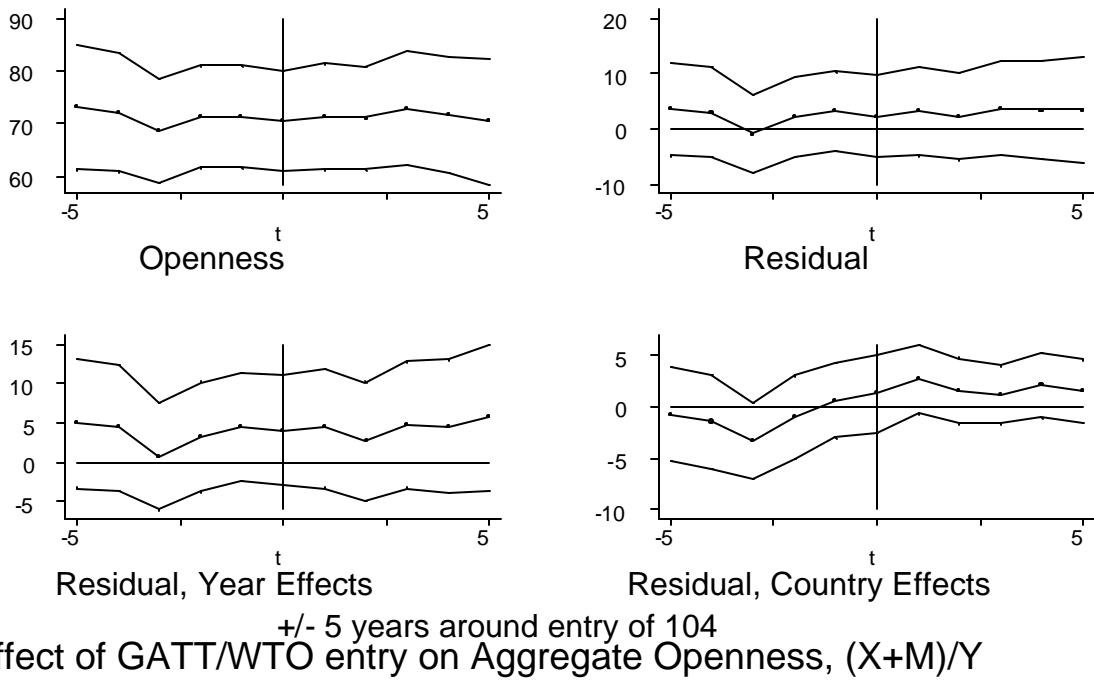 90
80
70
60
-5
5
t
Openness
20
10
0
-10
-5
5
t
Residual
15
10
5
0
-5
-5
5
t
Residual, Year Effects
5
0
-5
-10
-5
5
t
Residual, Country Effects
+/- 5 years around entry of 104
ffect of GATT/WTO entry on Aggregate Openness, (X+M)/Y